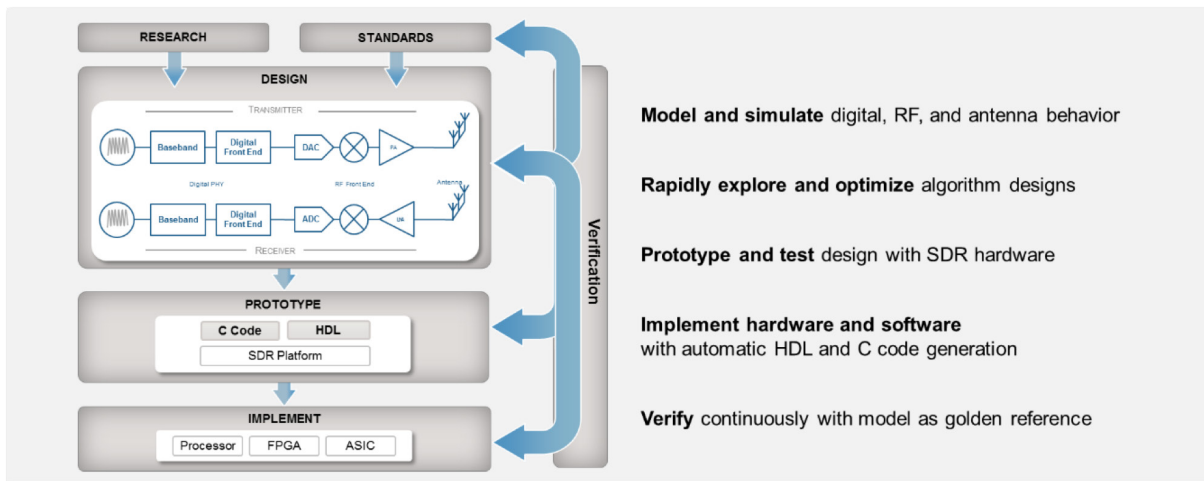 RESEARCH
STANDARDS
DESIGN
TRANSMITTER
Baseband
Digital
Front End
DAC
PA
Digital PHY
RF Front End
Antenna
Baseband
Digital
Front End
ADC
RECEIVER
PROTOTYPE
C Code
HDL
SDR Platform
IMPLEMENT
Processor
FPGA
ASIC
Verification
Model and simulate digital, RF, and antenna behavior
Rapidly explore and optimize algorithm designs
Prototype and test design with SDR hardware
Implement hardware and software
with automatic HDL and C code generation
Verify continuously with model as golden reference